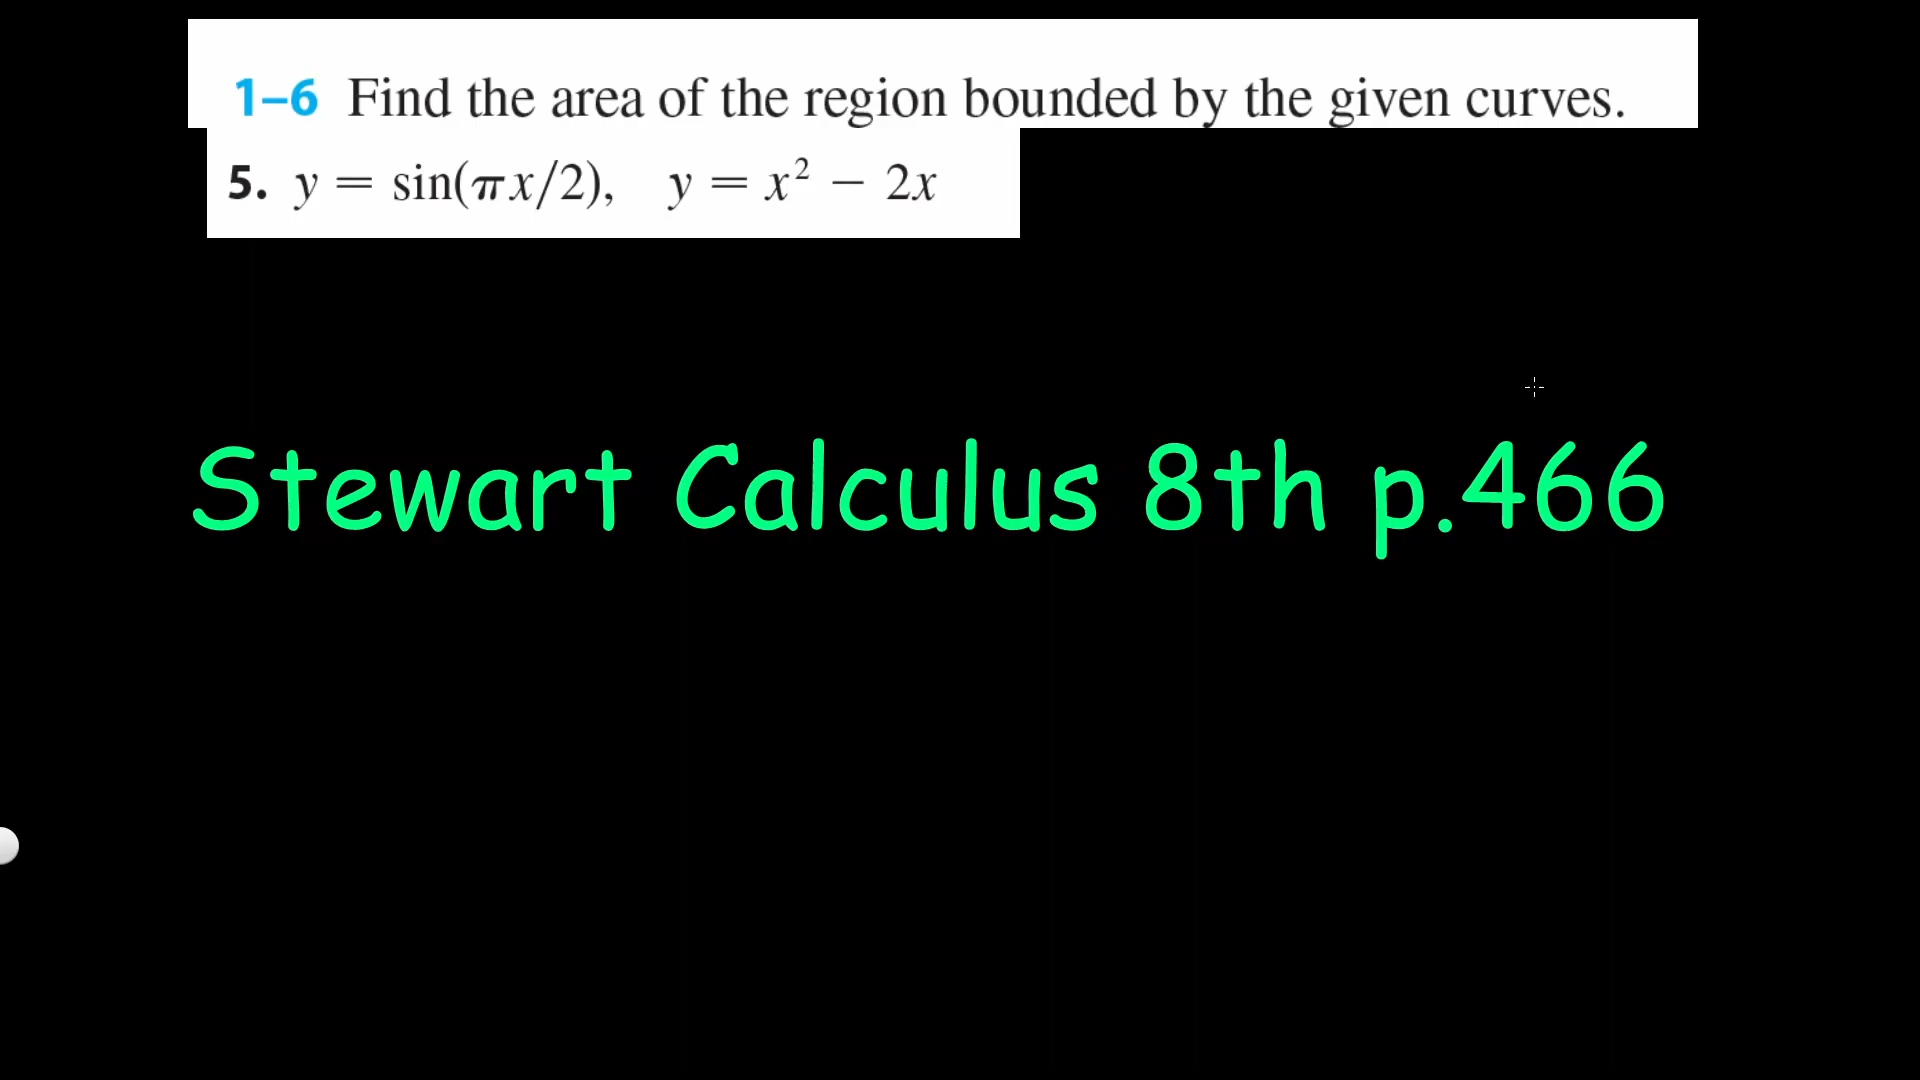 1–6 Find the area of the region bounded by the given curves.
5. y = sin(πx/2), y = x² − 2x
Stewart Calculus 8th p.466